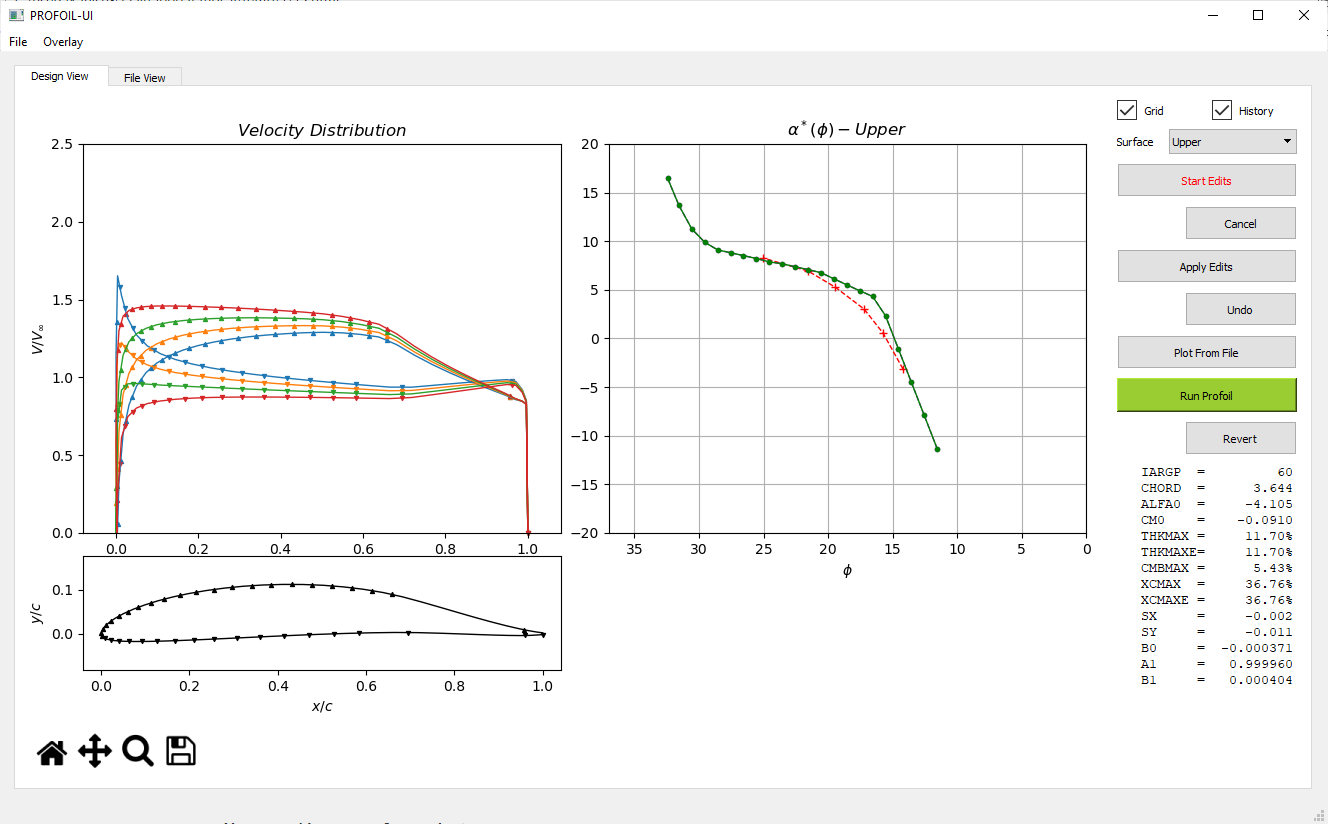 PROFOIL-UI
File Overlay
Design View File View
Velocity Distribution
2.5
2.0
1.5
1.0
0.5
0.0
V/V∞
0.0 0.2 0.4 0.6 0.8 1.0
0.1
0.0
y/c
0.0 0.2 0.4 0.6 0.8 1.0
x/c
α*(ϕ) − Upper
20
15
10
5
0
−5
−10
−15
−20
35 30 25 20 15 10 5 0
ϕ
Grid History
Surface Upper
Start Edits
Cancel
Apply Edits
Undo
Plot From File
Run Profoil
Revert
IARGP = 60
CHORD = 3.644
ALFA0 = -4.105
CM0 = -0.0910
THKMAX = 11.70%
THKMAXE= 11.70%
CMBMAX = 5.43%
XCMAX = 36.76%
XCMAXE = 36.76%
SX = -0.002
SY = -0.011
B0 = -0.000371
A1 = 0.999960
B1 = 0.000404